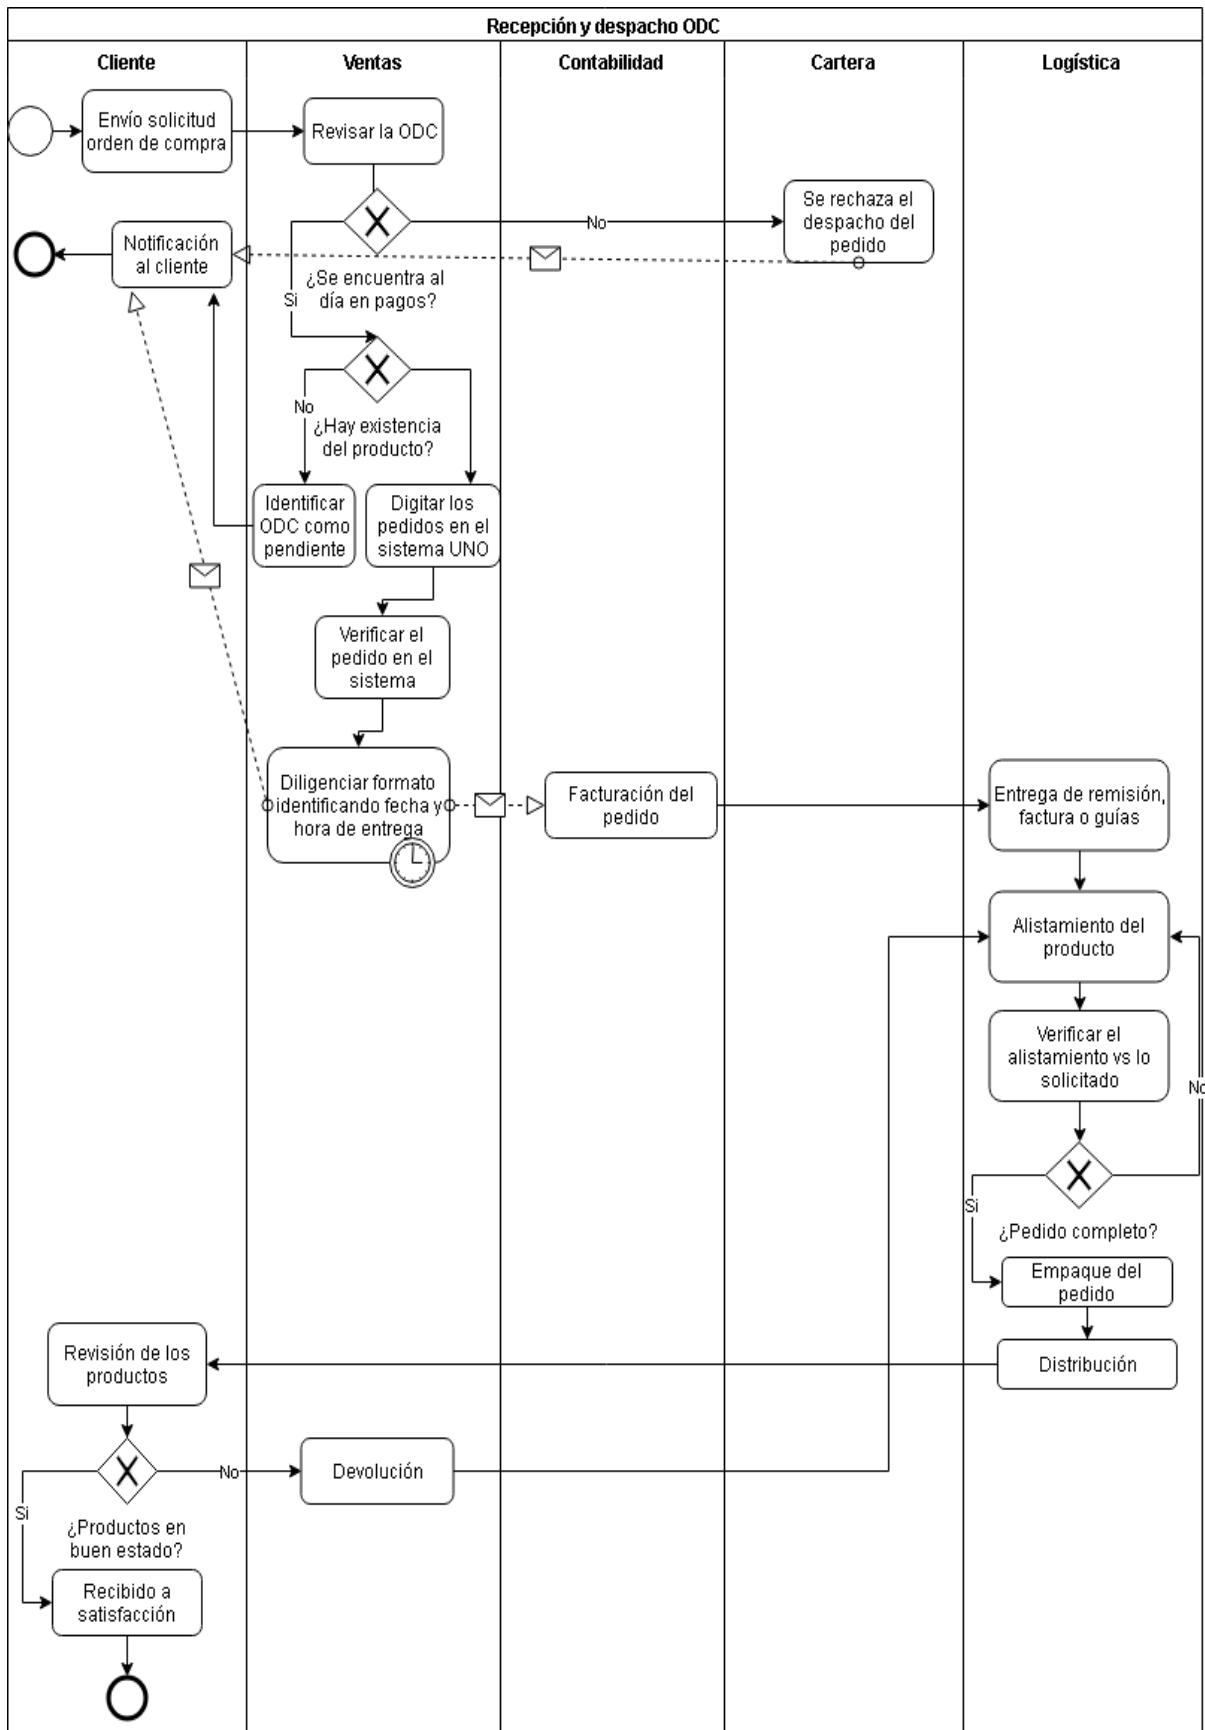 Recepción y despacho ODC
Cliente
Ventas
Contabilidad
Cartera
Logística
Envío solicitud
orden de compra
Revisar la ODC
Se rechaza el
despacho del
pedido
No
Notificación
al cliente
¿Se encuentra al
día en pagos?
Si
No
¿Hay existencia
del producto?
Identificar
ODC como
pendiente
Digitar los
pedidos en el
sistema UNO
Verificar el
pedido en el
sistema
Diligenciar formato
identificando fecha y
hora de entrega
Facturación del
pedido
Entrega de remisión,
factura o guías
Alistamiento del
producto
Verificar el
alistamiento vs lo
solicitado
No
Si
¿Pedido completo?
Empaque del
pedido
Distribución
Revisión de los
productos
No
Devolución
Si
¿Productos en
buen estado?
Recibido a
satisfacción